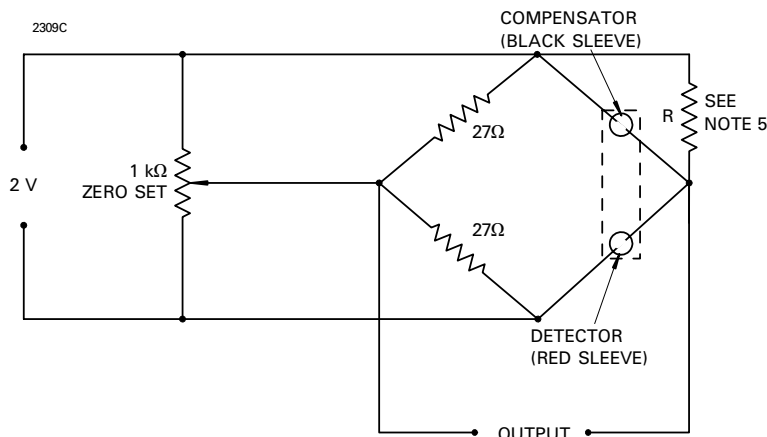 2309C
COMPENSATOR
(BLACK SLEEVE)
R
SEE
NOTE 5
27Ω
2 V
1 kΩ
ZERO SET
27Ω
DETECTOR
(RED SLEEVE)
OUTPUT